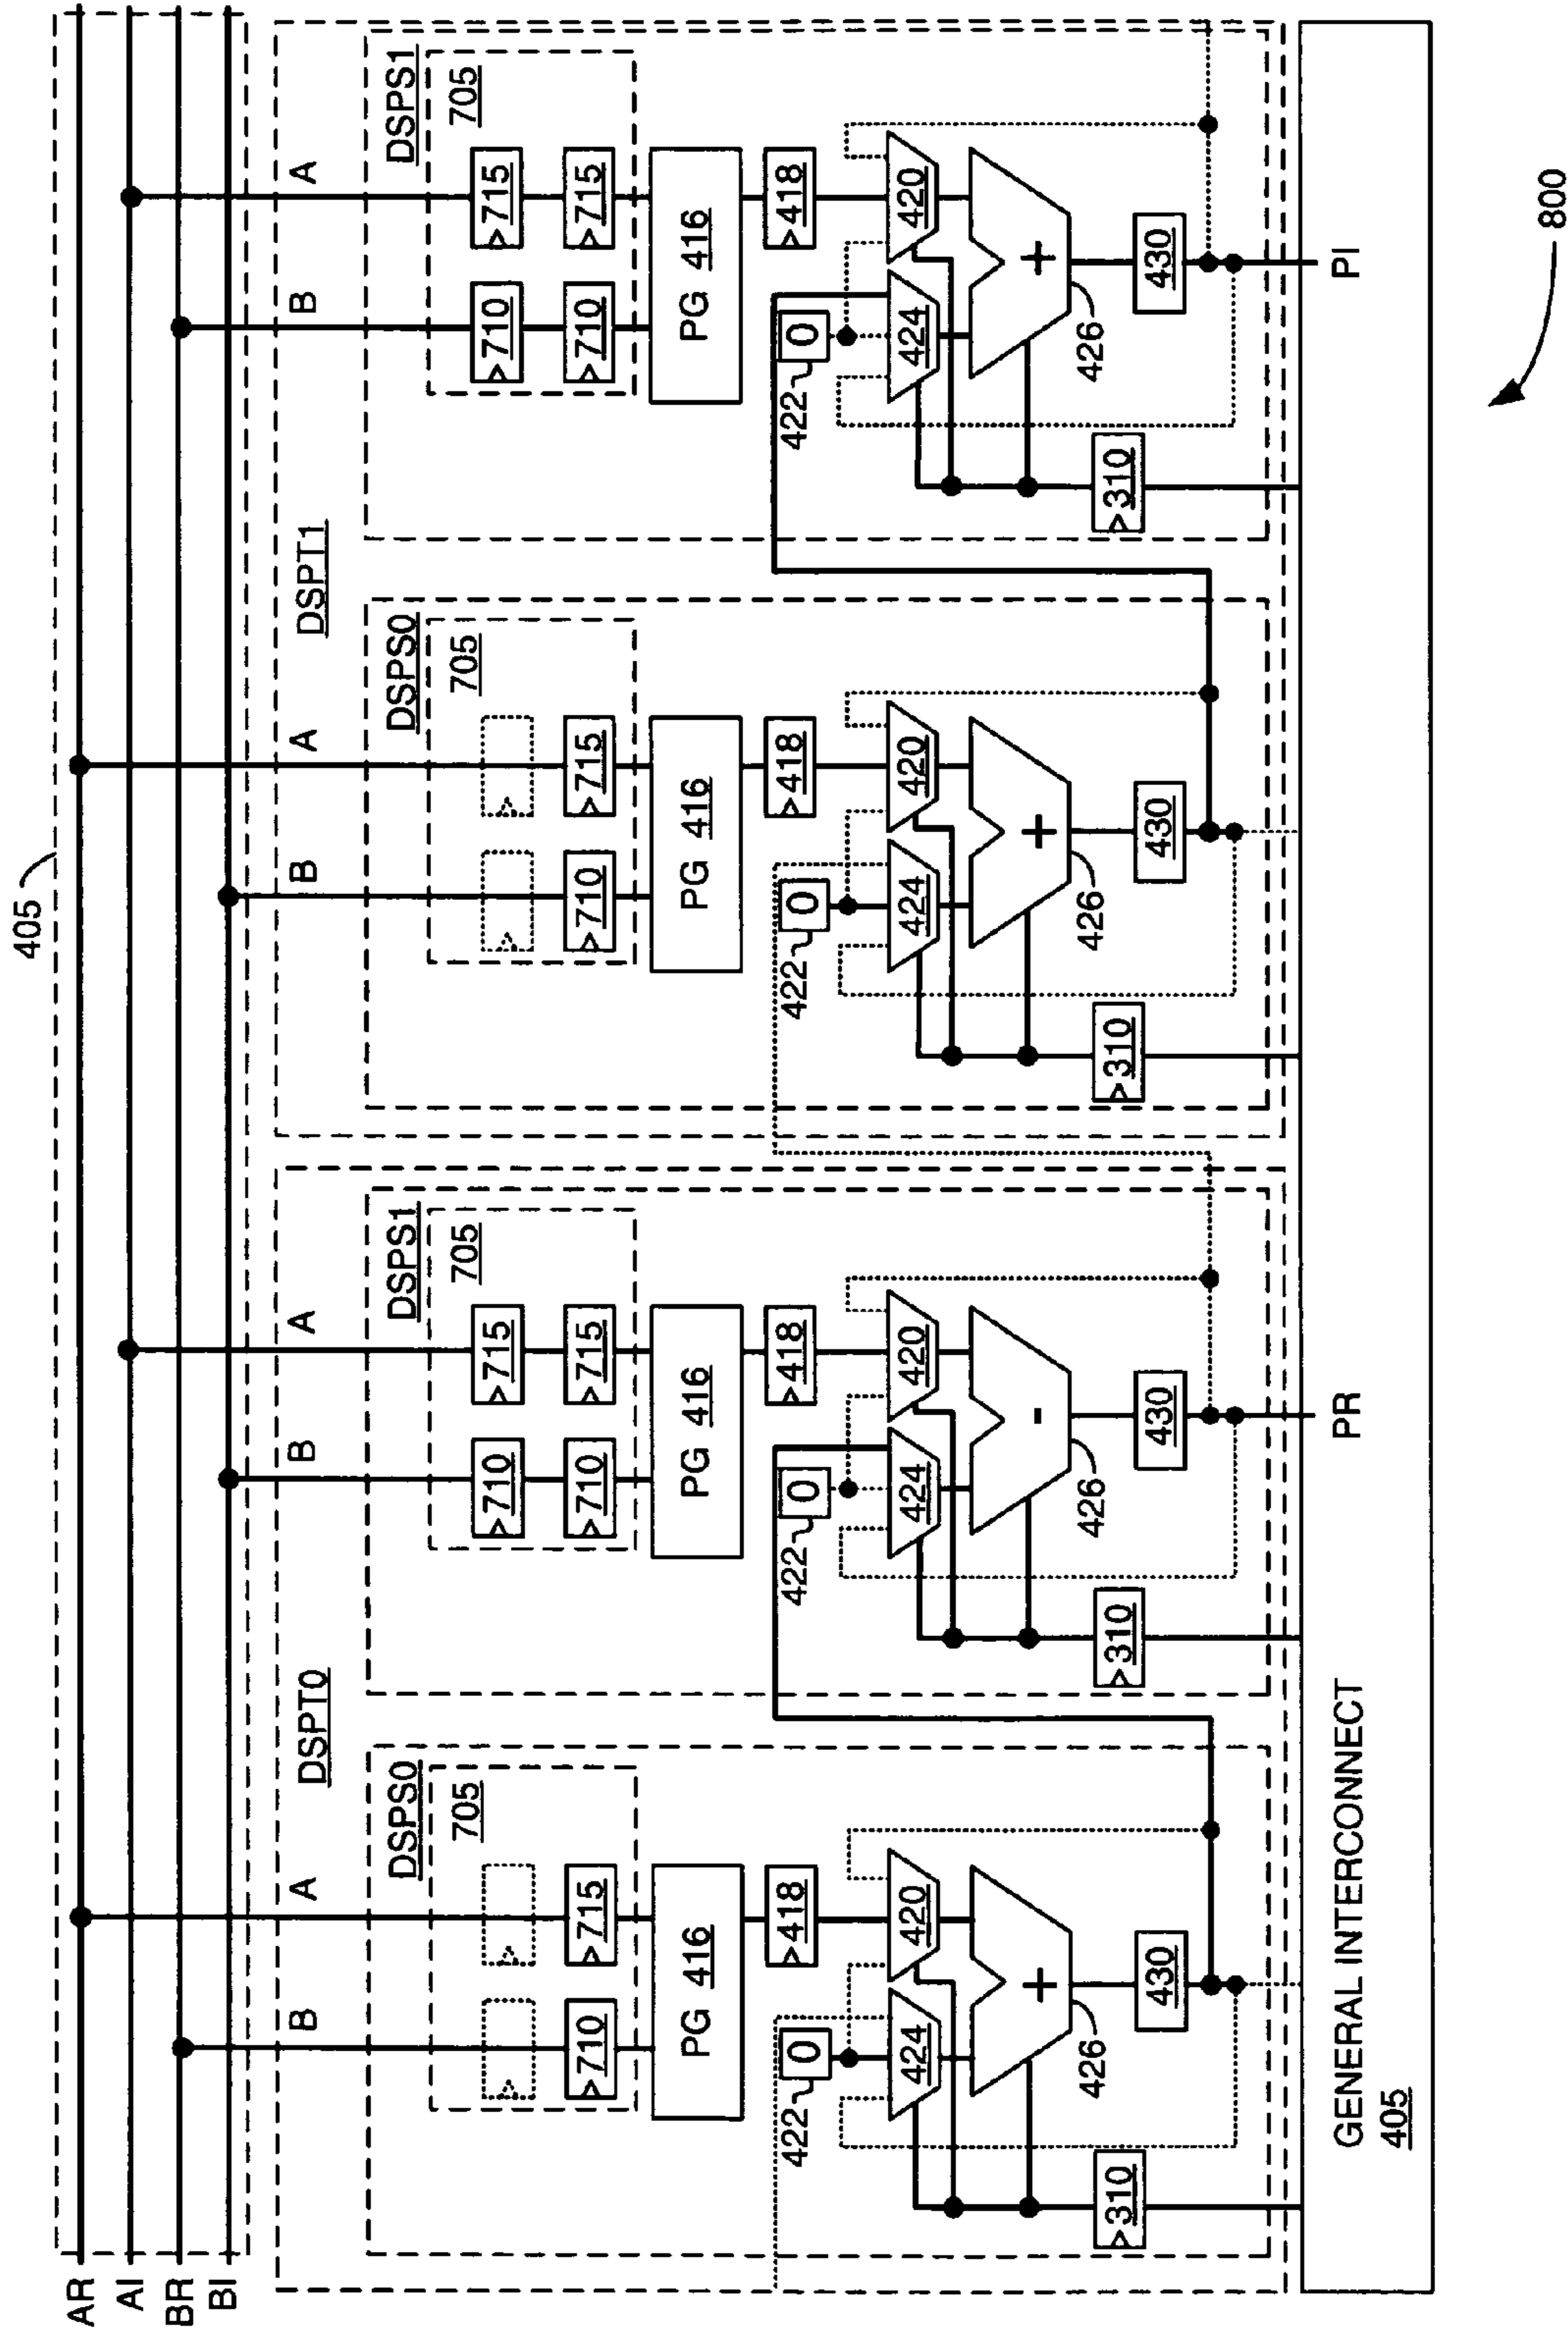 405
AR
AI
BR
BI
DSPT0
DSPT1
B A B A B A B A
DSPS0 DSPS1 DSPS0 DSPS1
705 705 705 705
710 715 710 715
710 715 710 715 710 715 710 715
PG 416 PG 416 PG 416 PG 416
422 0 418 422 0 418 422 0 418 422 0 418
424 420 424 420 424 420 424 420
+ - + +
426 426 426 426
310 430 310 430 310 430 310 430
GENERAL INTERCONNECT
405
PR
PI
800